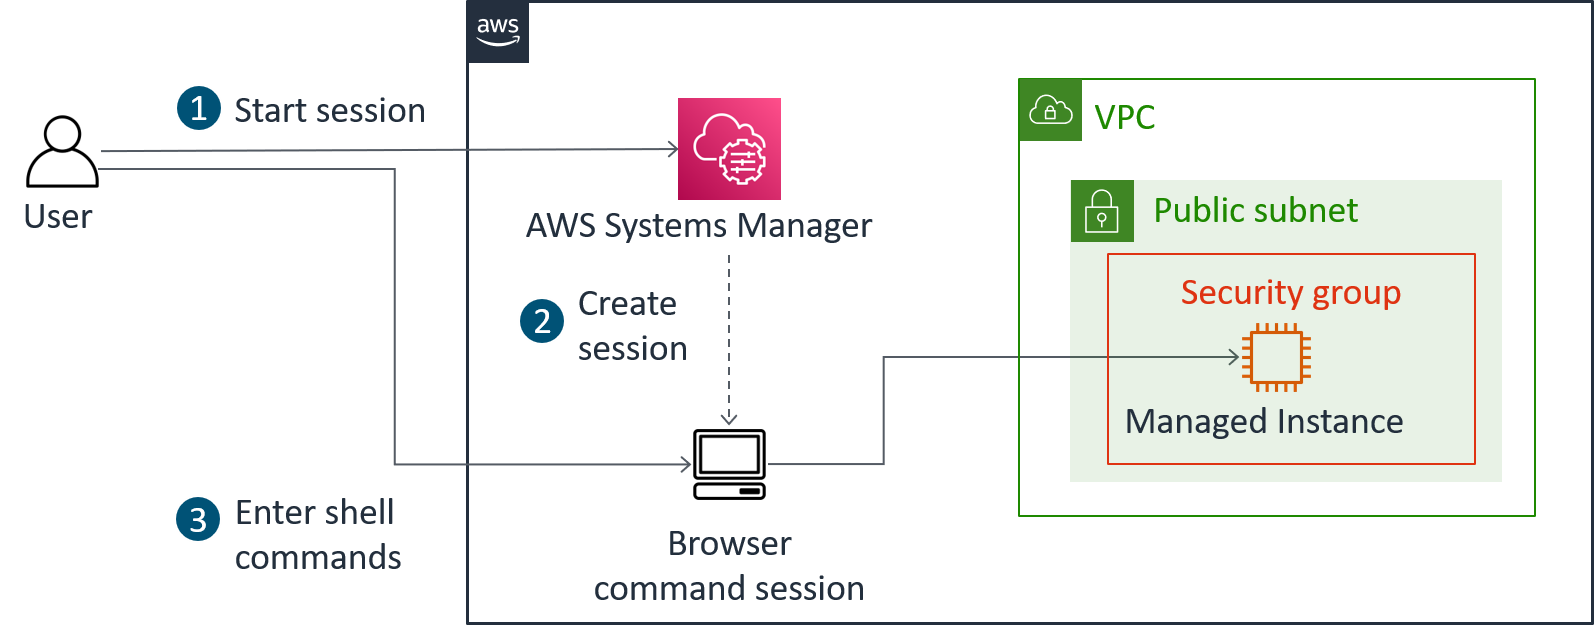 aws
1 Start session
User
AWS Systems Manager
2 Create
session
3 Enter shell
commands
Browser
command session
VPC
Public subnet
Security group
Managed Instance